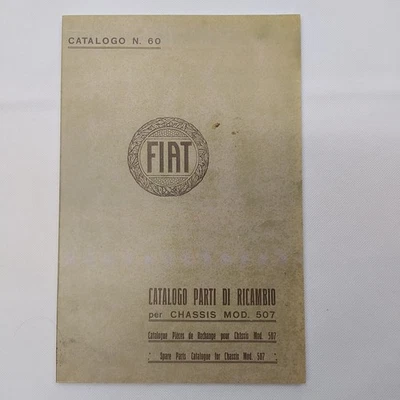 CATALOGO N. 60
FIAT
CATALOGO PARTI DI RICAMBIO
per CHASSIS MOD. 507
Catalogue Pièces de Rechange pour Châssis Mod. 507
" Spare Parts Catalogue for Chassis Mod. 507 "